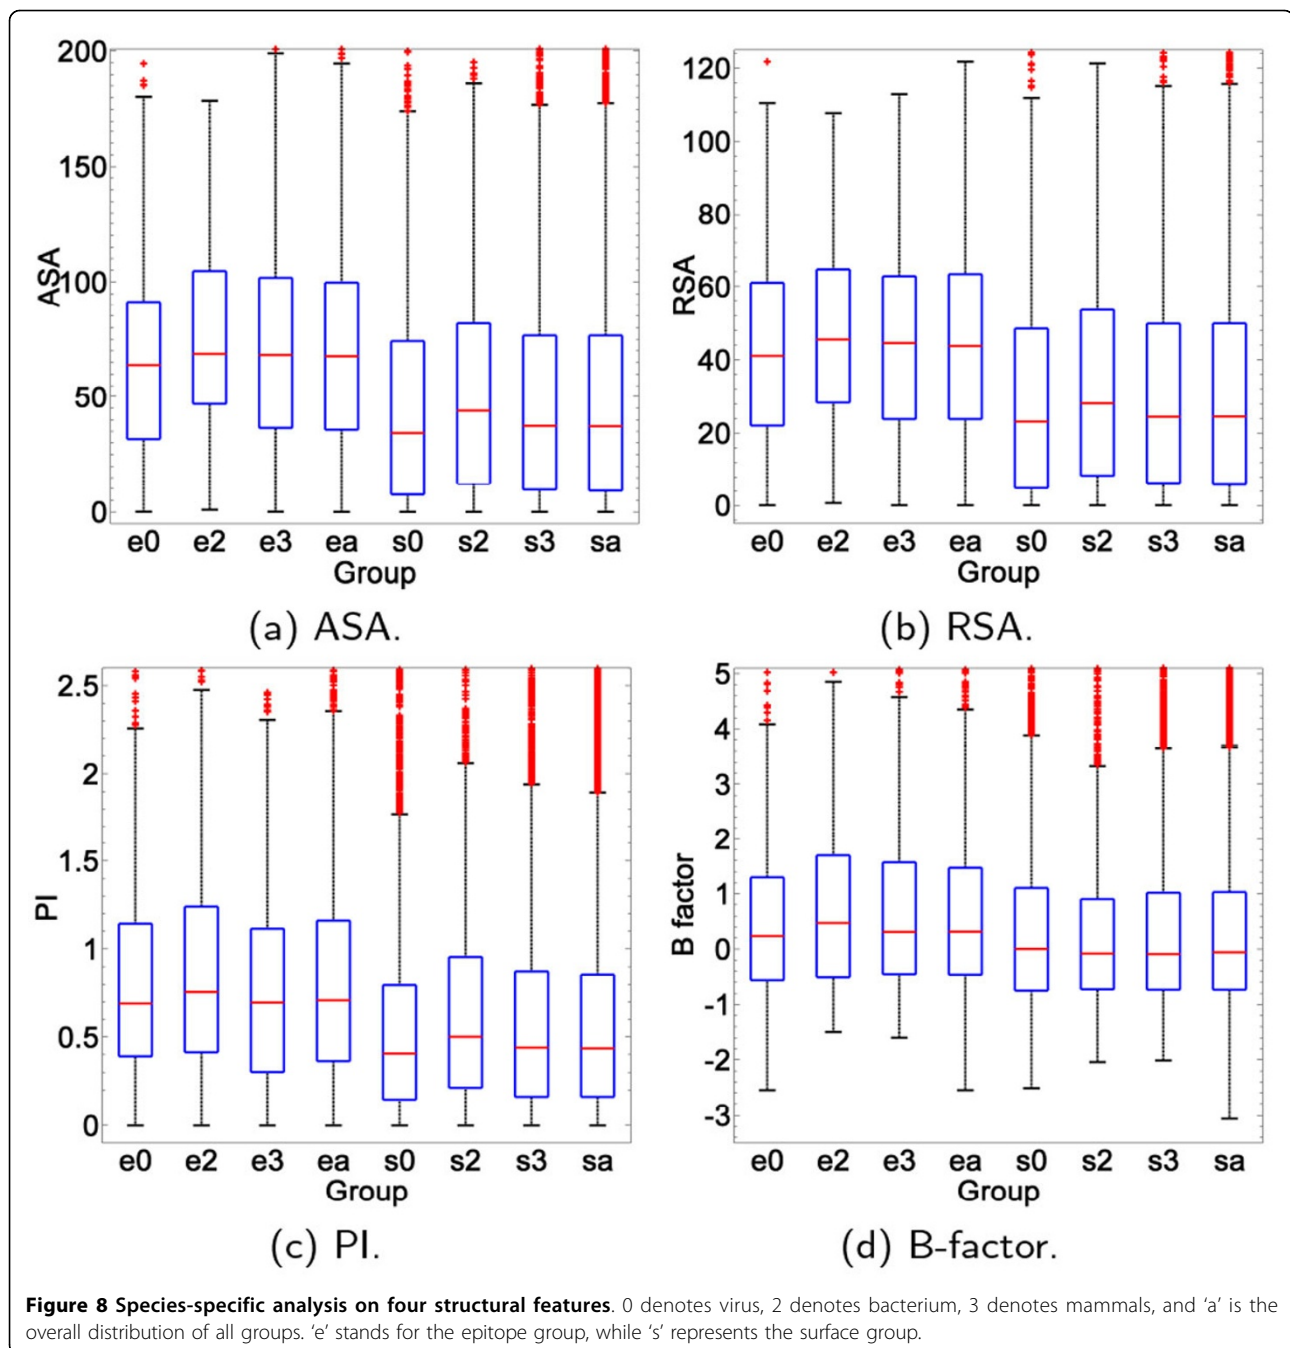 200
150
100
50
0
ASA
e0 e2 e3 ea s0 s2 s3 sa
Group
(a) ASA.
120
100
80
60
40
20
0
RSA
e0 e2 e3 ea s0 s2 s3 sa
Group
(b) RSA.
2.5
2
1.5
1
0.5
0
PI
e0 e2 e3 ea s0 s2 s3 sa
Group
(c) PI.
5
4
3
2
1
0
-1
-2
-3
B factor
e0 e2 e3 ea s0 s2 s3 sa
Group
(d) B-factor.
Figure 8 Species-specific analysis on four structural features. 0 denotes virus, 2 denotes bacterium, 3 denotes mammals, and ‘a’ is the
overall distribution of all groups. ‘e’ stands for the epitope group, while ‘s’ represents the surface group.